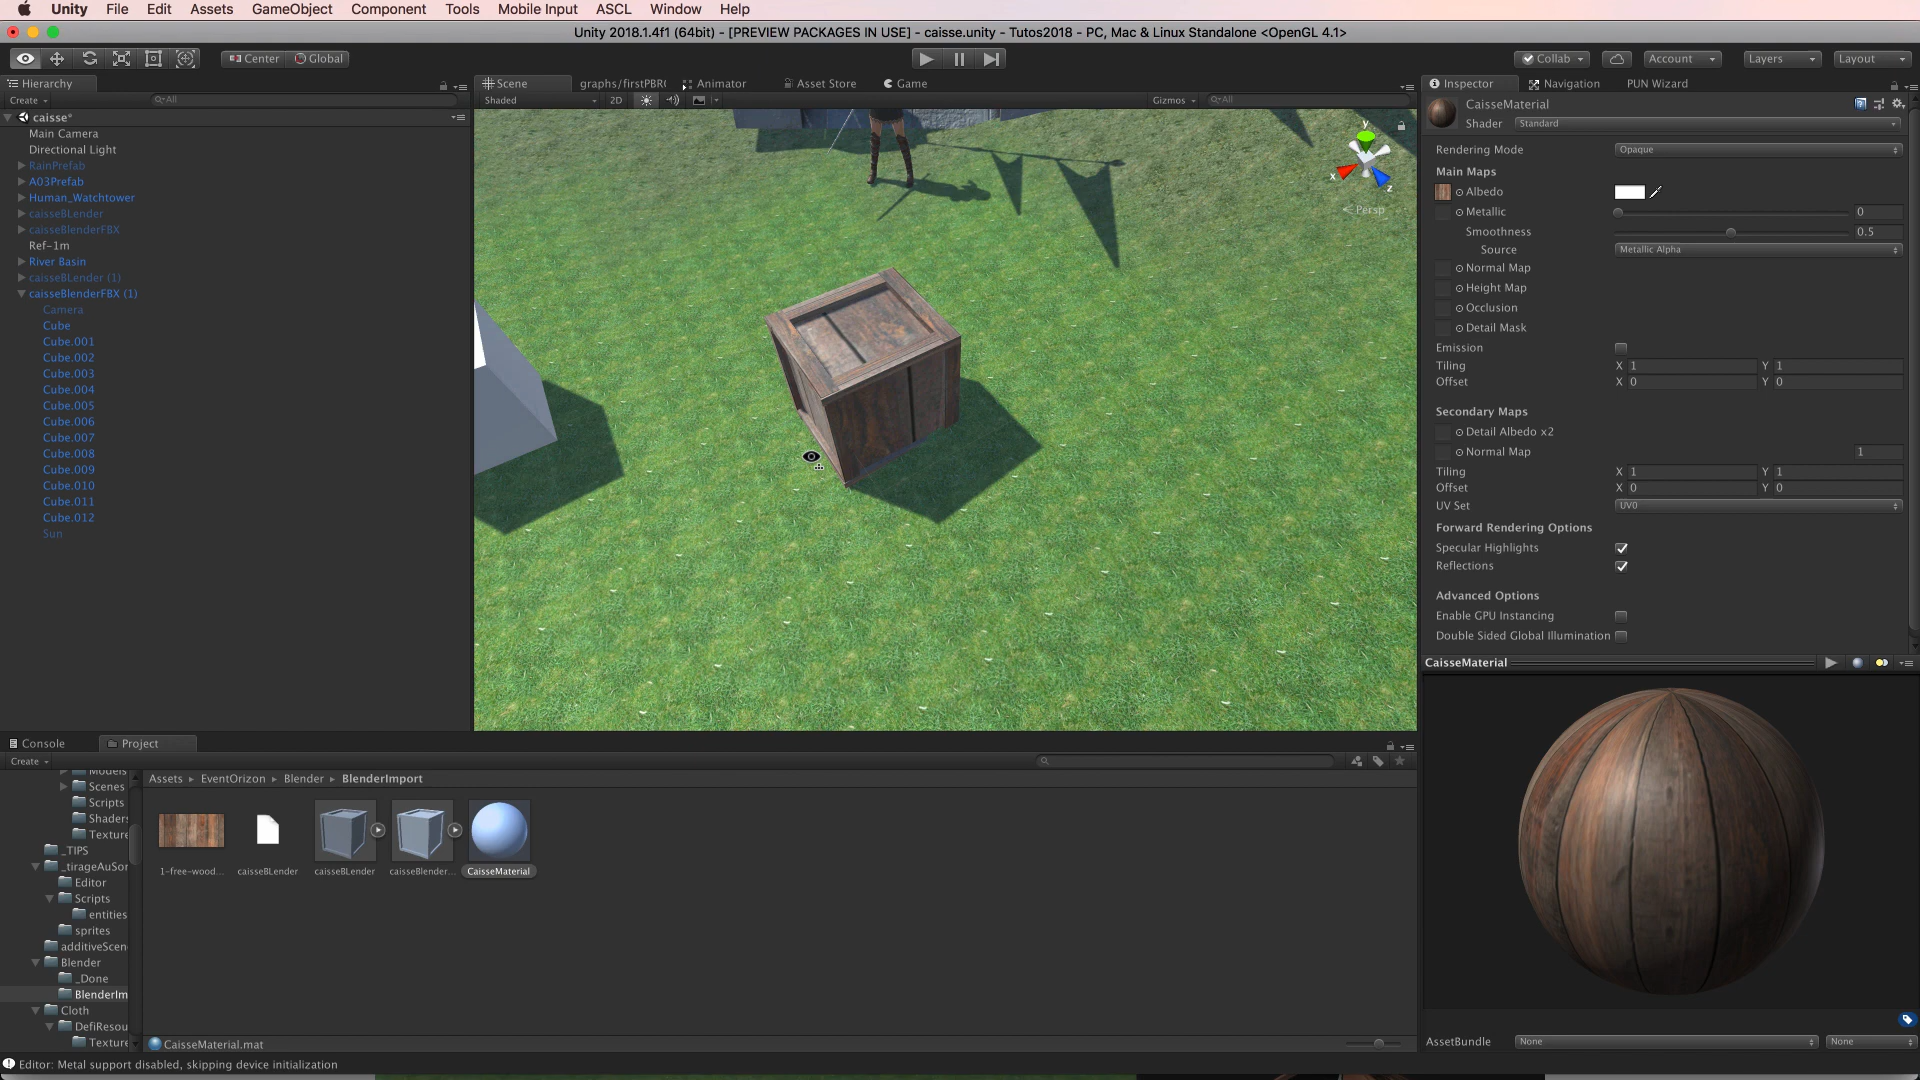 Unity File Edit Assets GameObject Component Tools Mobile Input ASCL Window Help
Unity 2018.1.4f1 (64bit) - [PREVIEW PACKAGES IN USE] - caisse.unity - Tutos2018 - PC, Mac & Linux Standalone <OpenGL 4.1>
Center Global Collab Account Layers Layout
Hierarchy
Create All
caisse*
Main Camera
Directional Light
RainPrefab
A03Prefab
Human_Watchtower
caisseBLender
caisseBlenderFBX
Ref-1m
River Basin
caisseBLender (1)
caisseBlenderFBX (1)
Camera
Cube
Cube.001
Cube.002
Cube.003
Cube.004
Cube.005
Cube.006
Cube.007
Cube.008
Cube.009
Cube.010
Cube.011
Cube.012
Sun
Scene graphs/firstPBR Animator Asset Store Game
Shaded 2D Gizmos All
y
x
z
Persp
Inspector Navigation PUN Wizard
CaisseMaterial
Shader Standard
Rendering Mode Opaque
Main Maps
Albedo
Metallic 0
Smoothness 0.5
Source Metallic Alpha
Normal Map
Height Map
Occlusion
Detail Mask
Emission
Tiling X 1 Y 1
Offset X 0 Y 0
Secondary Maps
Detail Albedo x2
Normal Map 1
Tiling X 1 Y 1
Offset X 0 Y 0
UV Set UV0
Forward Rendering Options
Specular Highlights
Reflections
Advanced Options
Enable GPU Instancing
Double Sided Global Illumination
CaisseMaterial
AssetBundle None None
Console Project
Create
Models
Scenes
Scripts
Shaders
Texture
_TIPS
_tirageAuSor
Editor
Scripts
entities
sprites
additiveScen
Blender
_Done
BlenderIm
Cloth
DefiResou
Texture
Assets EventOrizon Blender BlenderImport
1-free-wood... caisseBLender caisseBLender caisseBlender... CaisseMaterial
CaisseMaterial.mat
Editor: Metal support disabled, skipping device initialization